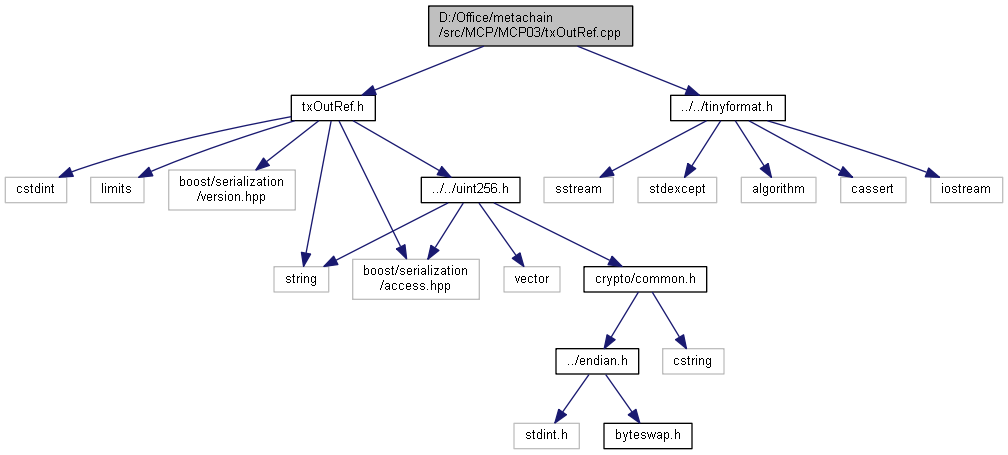 D:/Office/metachain
/src/MCP/MCP03/txOutRef.cpp
txOutRef.h
../../tinyformat.h
cstdint
limits
boost/serialization
/version.hpp
../../uint256.h
sstream
stdexcept
algorithm
cassert
iostream
string
boost/serialization
/access.hpp
vector
crypto/common.h
../endian.h
cstring
stdint.h
byteswap.h